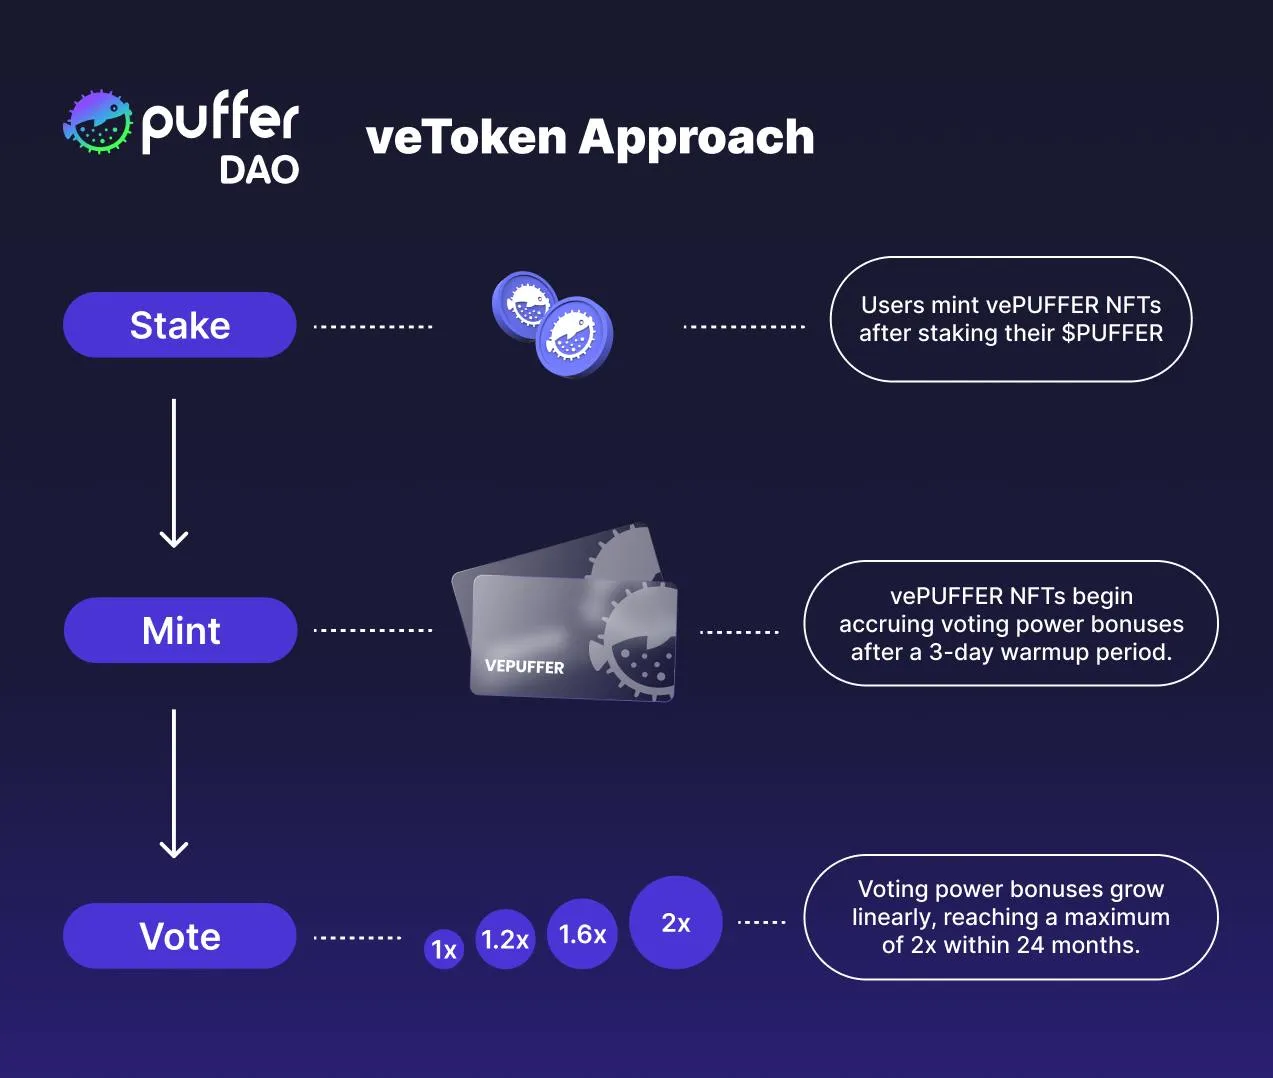 puffer
DAO
veToken Approach
Stake
Users mint vePUFFER NFTs
after staking their $PUFFER
Mint
VEPUFFER
vePUFFER NFTs begin
accruing voting power bonuses
after a 3-day warmup period.
Vote
1x
1.2x
1.6x
2x
Voting power bonuses grow
linearly, reaching a maximum
of 2x within 24 months.